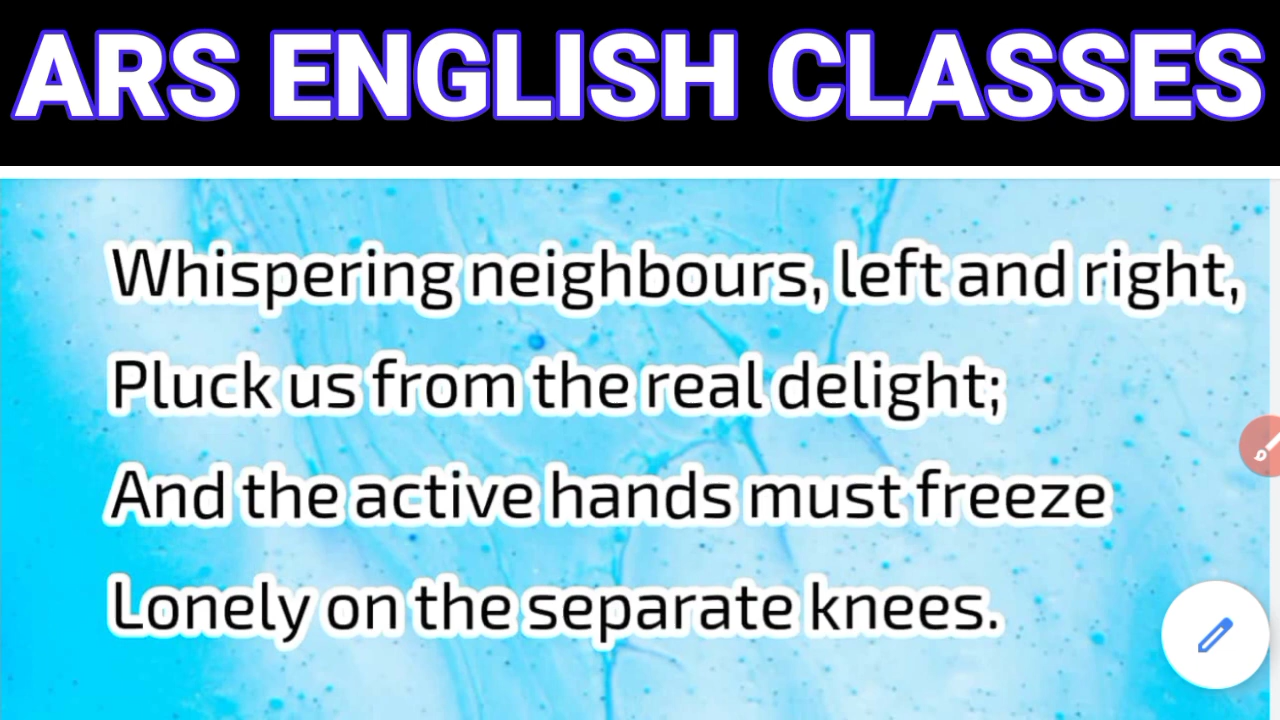 ARS ENGLISH CLASSES
Whispering neighbours, left and right,
Pluck us from the real delight;
And the active hands must freeze
Lonely on the separate knees.